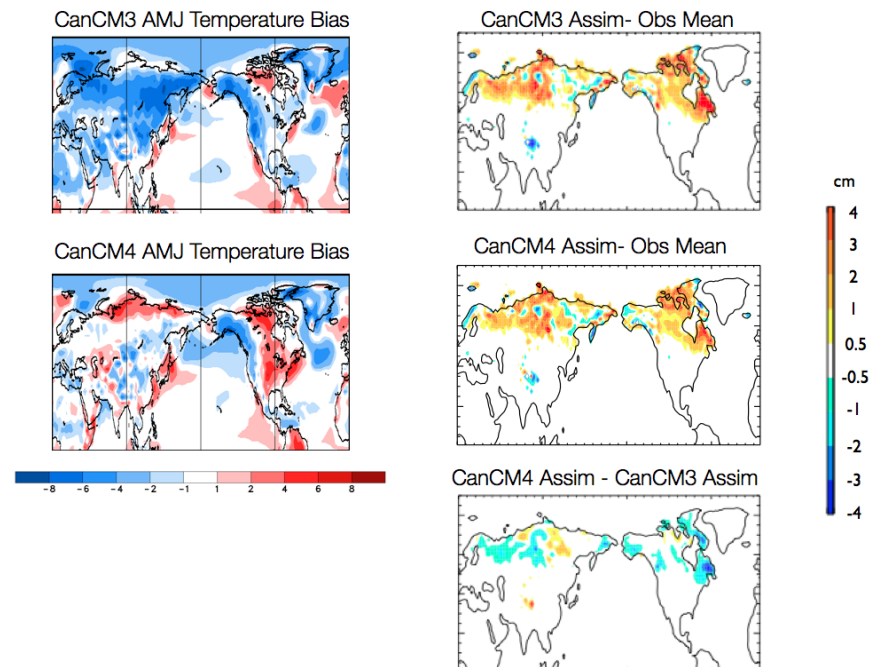 CanCM3 AMJ Temperature Bias
CanCM4 AMJ Temperature Bias
-8 -6 -4 -2 -1 1 2 4 6 8
CanCM3 Assim- Obs Mean
CanCM4 Assim- Obs Mean
CanCM4 Assim - CanCM3 Assim
cm
4
3
2
1
0.5
-0.5
-1
-2
-3
-4